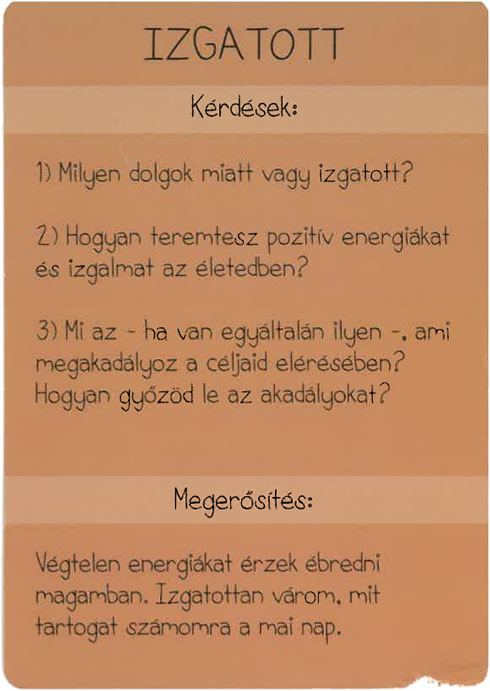 IZGATOTT
Kérdések:
1) Milyen dolgok miatt vagy izgatott?
2) Hogyan teremtesz pozitív energiákat
és izgalmat az életedben?
3) Mi az - ha van egyáltalán ilyen -, ami
megakadályoz a céljaid elérésében?
Hogyan győzöd le az akadályokat?
Megerősítés:
Végtelen energiákat érzek ébredni
magamban. Izgatottan várom, mit
tartogat számomra a mai nap.